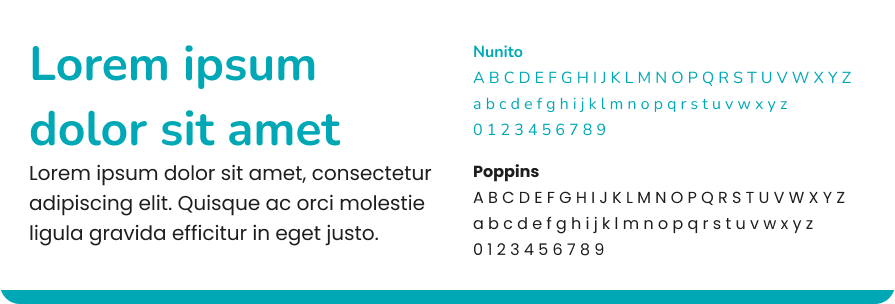 Lorem ipsum
dolor sit amet
Lorem ipsum dolor sit amet, consectetur
adipiscing elit. Quisque ac orci molestie
ligula gravida efficitur in eget justo.
Nunito
A B C D E F G H I J K L M N O P Q R S T U V W X Y Z
a b c d e f g h i j k l m n o p q r s t u v w x y z
0 1 2 3 4 5 6 7 8 9
Poppins
A B C D E F G H I J K L M N O P Q R S T U V W X Y Z
a b c d e f g h i j k l m n o p q r s t u v w x y z
0 1 2 3 4 5 6 7 8 9